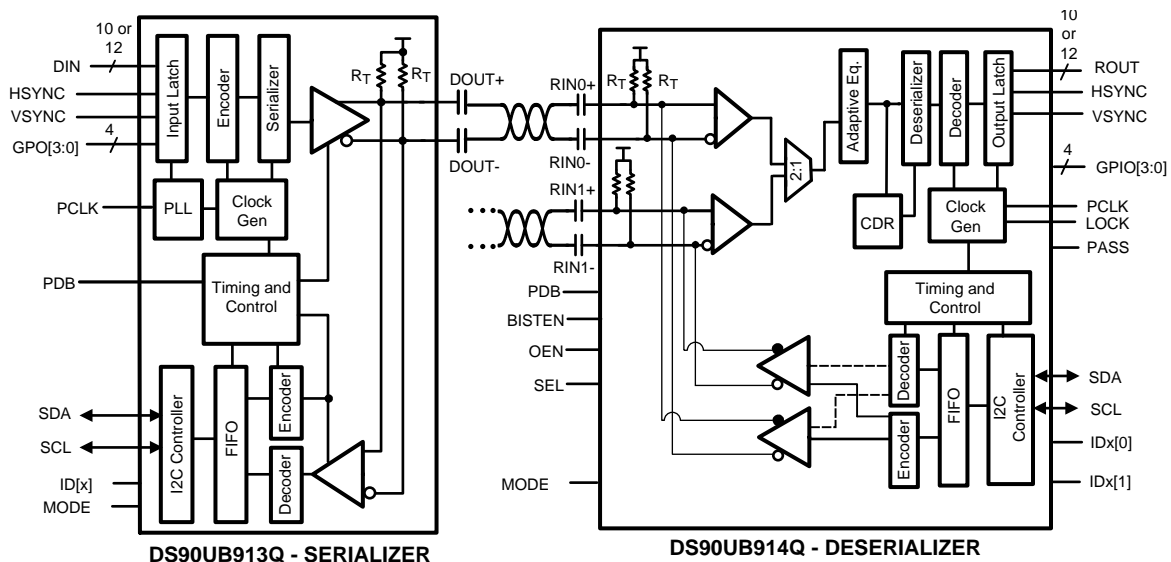 10 or
12
DIN
HSYNC
VSYNC
4
GPO[3:0]
PCLK
PDB
SDA
SCL
ID[x]
MODE
Input Latch
Encoder
Serializer
PLL
Clock
Gen
Timing and
Control
I2C Controller
FIFO
Encoder
Decoder
RT
RT
DOUT+
DOUT-
RIN0+
RIN0-
RIN1+
RIN1-
PDB
BISTEN
OEN
SEL
MODE
RT
RT
2:1
Adaptive Eq.
Deserializer
Decoder
Output Latch
CDR
Clock
Gen
Timing and
Control
Decoder
Encoder
FIFO
I2C
Controller
10
or
12
ROUT
HSYNC
VSYNC
4
GPIO[3:0]
PCLK
LOCK
PASS
SDA
SCL
IDx[0]
IDx[1]
DS90UB913Q - SERIALIZER
DS90UB914Q - DESERIALIZER